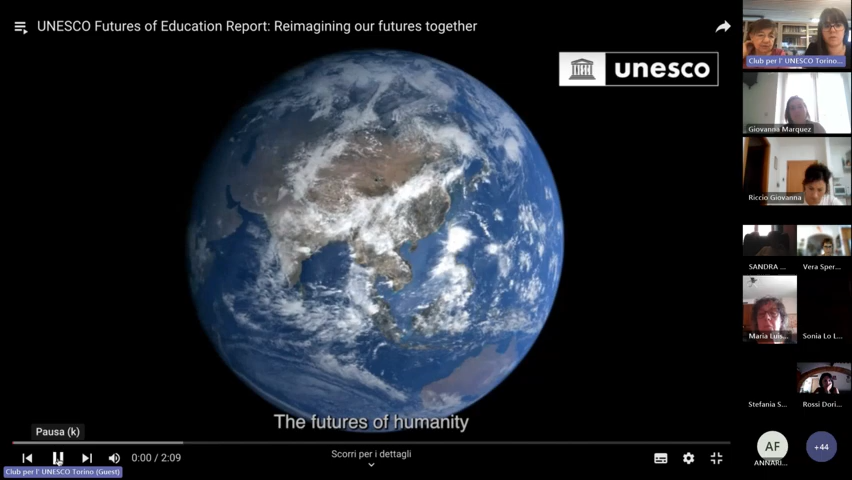 UNESCO Futures of Education Report: Reimagining our futures together
unesco
The futures of humanity
Pausa (k)
0:00 / 2:09
Scorri per i dettagli
Club per l' UNESCO Torino (Guest)
Club per l' UNESCO Torino...
Giovanna Marquez
Riccio Giovanna
SANDRA ...
Vera Sper...
Maria Luis...
Sonia Lo L...
Stefania S...
Rossi Dori...
AF
+44
ANNARI...